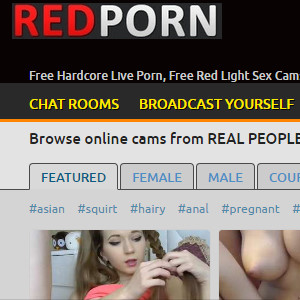 REDPORN
Free Hardcore Live Porn, Free Red Light Sex Cam
CHAT ROOMS BROADCAST YOURSELF
Browse online cams from REAL PEOPLE
FEATURED FEMALE MALE COU
#asian #squirt #hairy #anal #pregnant #